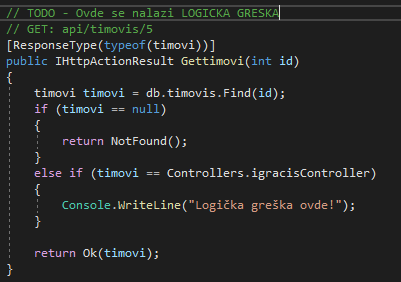 // TODO - Ovde se nalazi LOGICKA GRESKA
// GET: api/timovis/5
[ResponseType(typeof(timovi))]
public IHttpActionResult Gettimovi(int id)
{
    timovi timovi = db.timovis.Find(id);
    if (timovi == null)
    {
        return NotFound();
    }
    else if (timovi == Controllers.igracisController)
    {
        Console.WriteLine("Logička greška ovde!");
    }

    return Ok(timovi);
}